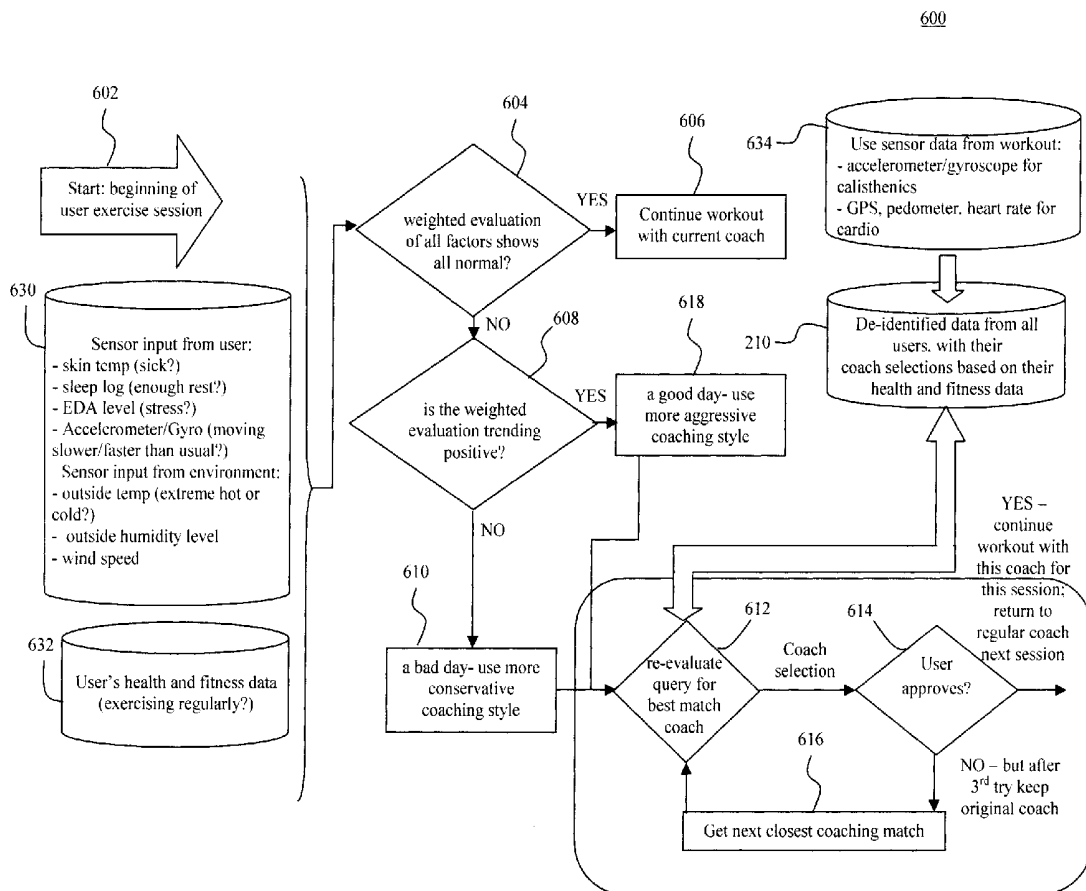 600
602
Start: beginning of
user exercise session
604
weighted evaluation
of all factors shows
all normal?
YES
606
Continue workout
with current coach
634
Use sensor data from workout:
- accelerometer/gyroscope for
calisthenics
- GPS, pedometer, heart rate for
cardio
630
Sensor input from user:
- skin temp (sick?)
- sleep log (enough rest?)
- EDA level (stress?)
- Accelerometer/Gyro (moving
slower/faster than usual?)
Sensor input from environment:
- outside temp (extreme hot or
cold?)
- outside humidity level
- wind speed
NO
608
is the weighted
evaluation trending
positive?
YES
618
a good day- use
more aggressive
coaching style
210
De-identified data from all
users, with their
coach selections based on their
health and fitness data
632
User's health and fitness data
(exercising regularly?)
NO
610
a bad day- use more
conservative
coaching style
612
re-evaluate
query for
best match
coach
Coach
selection
614
User
approves?
YES –
continue
workout with
this coach for
this session;
return to
regular coach
next session
616
Get next closest coaching match
NO – but after
3rd try keep
original coach